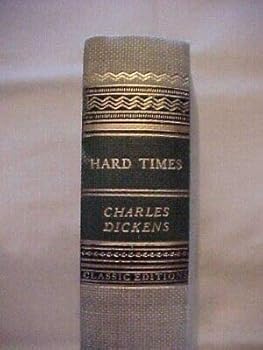 HARD TIMES
CHARLES
DICKENS
CLASSIC EDITIONS